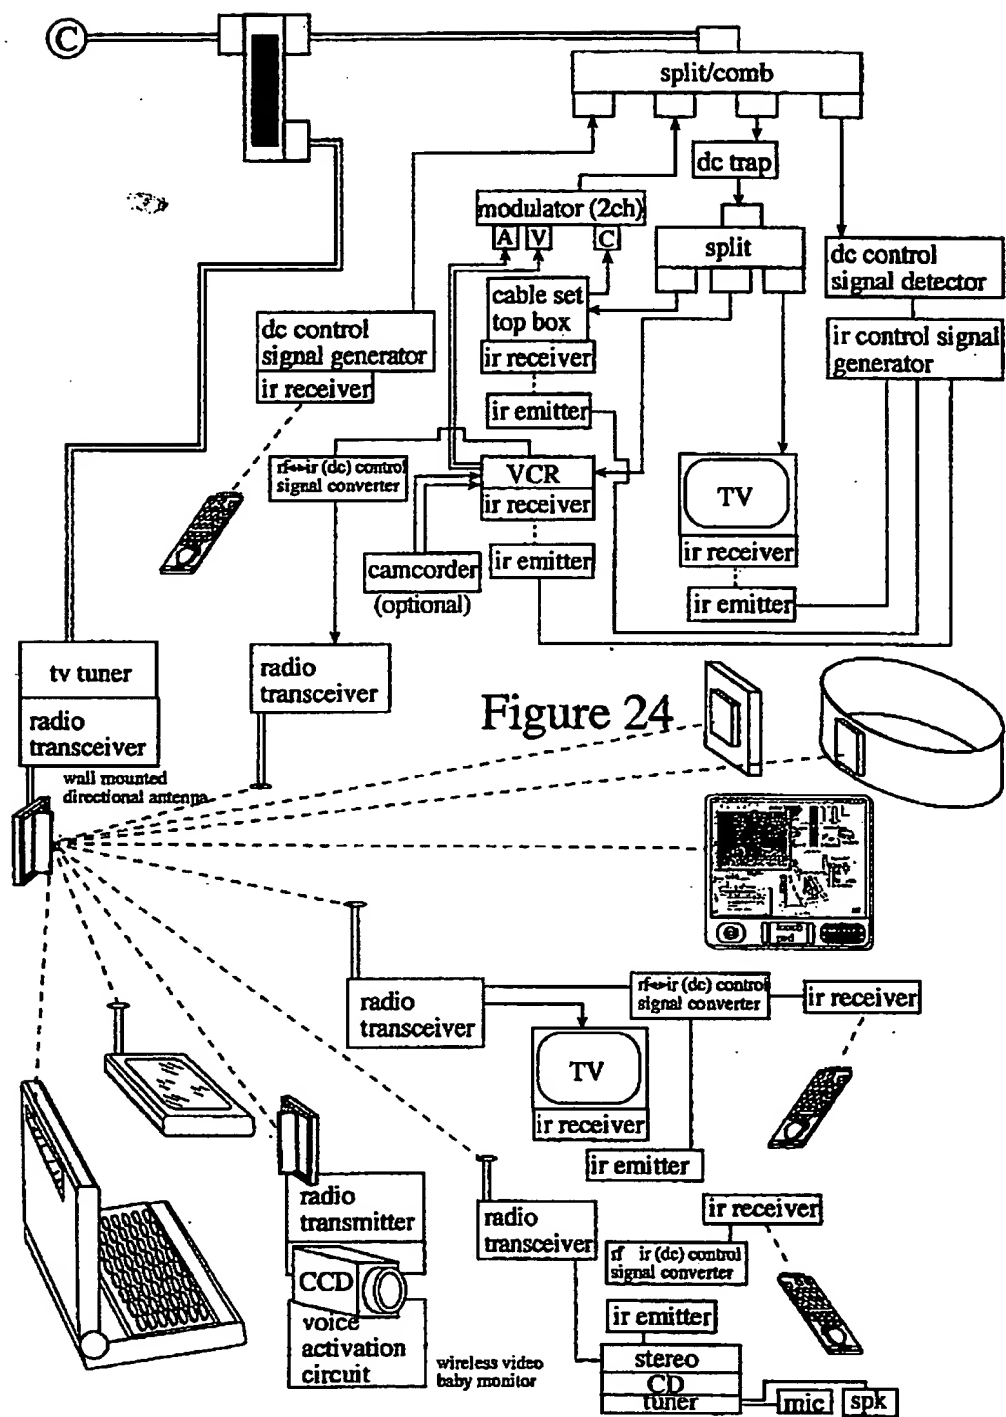 C
split/comb
dc trap
modulator (2ch)
A V C
split
dc control
signal detector
cable set
top box
ir receiver
dc control
signal generator
ir receiver
ir control signal
generator
ir emitter
rf↔ir (dc) control
signal converter
VCR
ir receiver
TV
ir receiver
ir emitter
camcorder
(optional)
ir emitter
tv tuner
radio
transceiver
radio
transceiver
Figure 24
wall mounted
directional antenna
radio
transceiver
rf↔ir (dc) control
signal converter
ir receiver
TV
ir receiver
ir emitter
radio
transmitter
CCD
voice
activation
circuit
wireless video
baby monitor
radio
transceiver
ir receiver
rf ir (dc) control
signal converter
ir emitter
stereo
CD
tuner
mic
spk